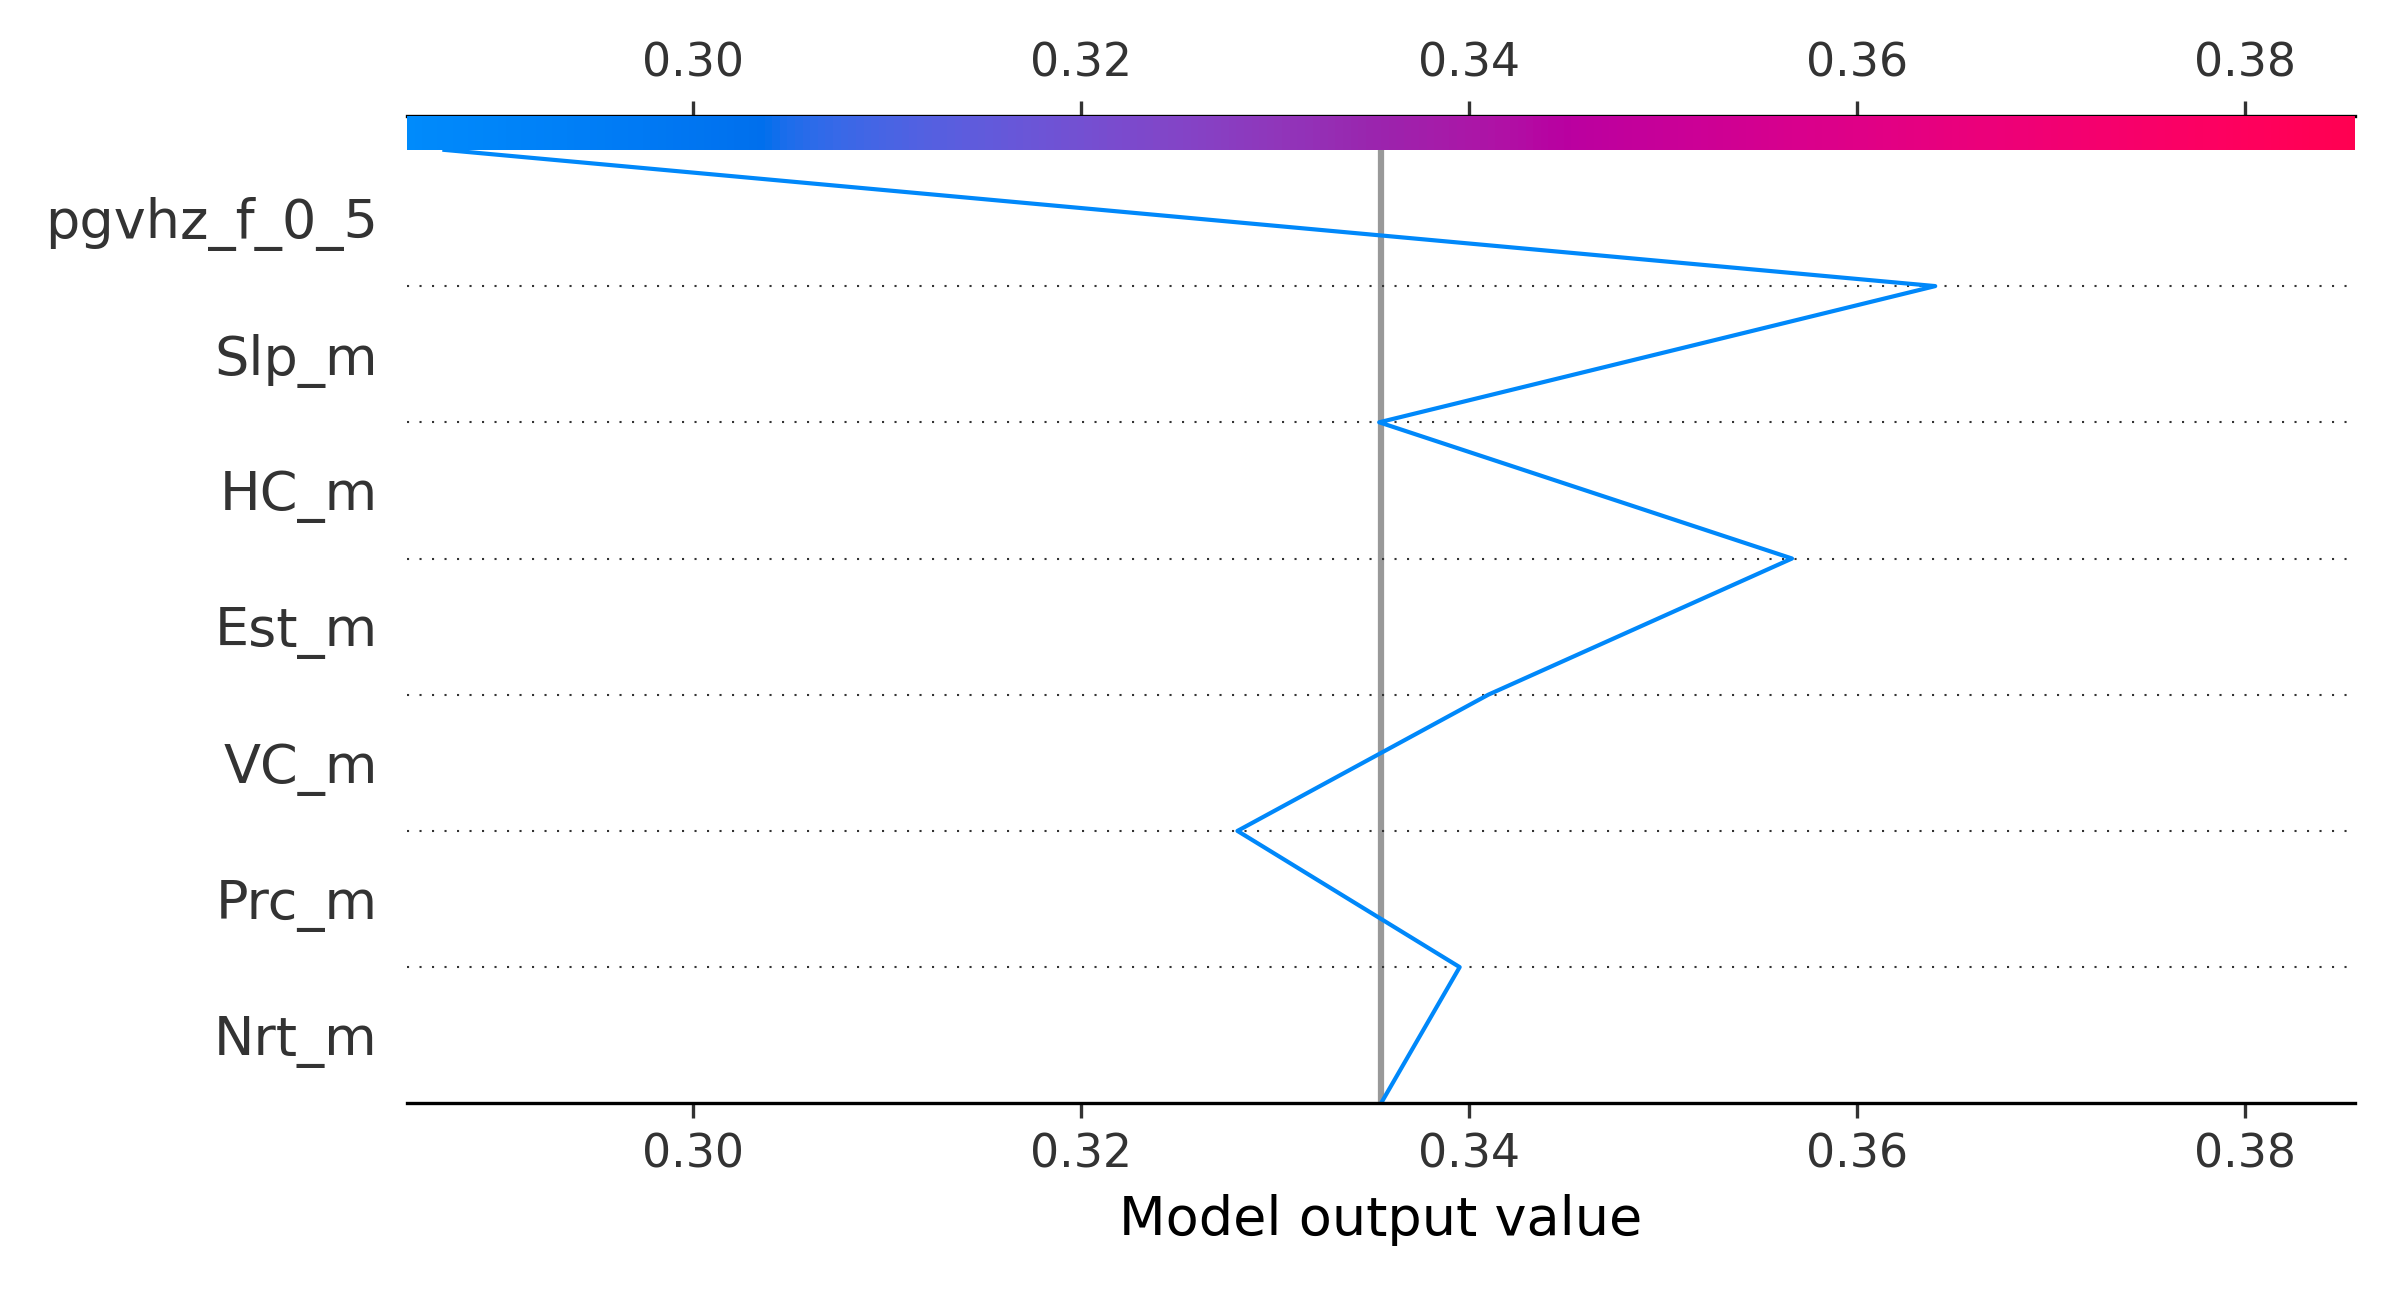 0.30 0.32 0.34 0.36 0.38
pgvhz_f_0_5
Slp_m
HC_m
Est_m
VC_m
Prc_m
Nrt_m
0.30 0.32 0.34 0.36 0.38
Model output value